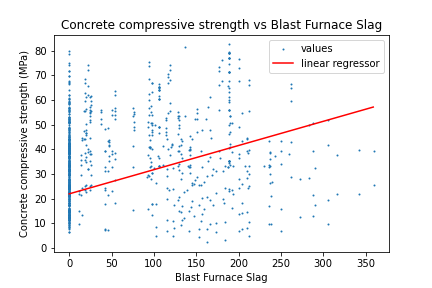 Concrete compressive strength vs Blast Furnace Slag
values
linear regressor
Concrete compressive strength (MPa)
80
70
60
50
40
30
20
10
0
0 50 100 150 200 250 300 350
Blast Furnace Slag